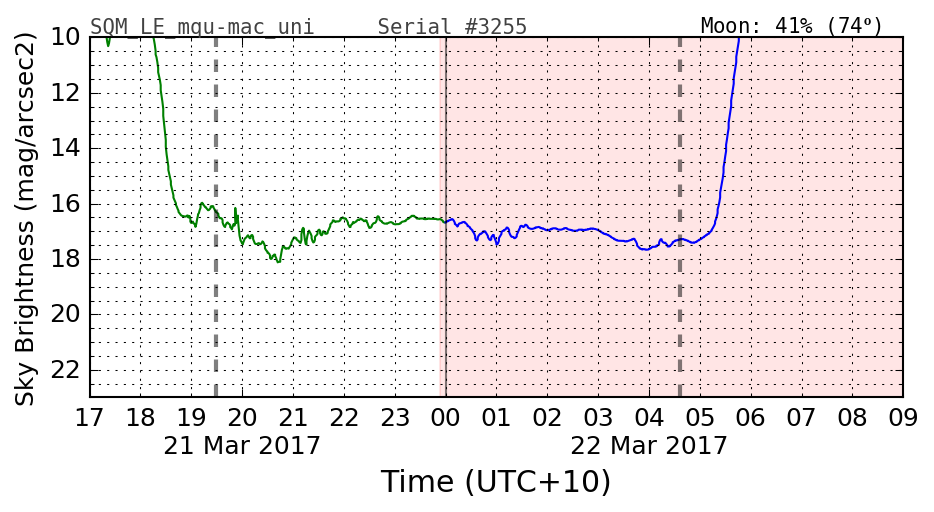 SQM_LE_mqu-mac_uni Serial #3255 Moon: 41% (74º)
Sky Brightness (mag/arcsec2)
10
12
14
16
18
20
22
17 18 19 20 21 22 23 00 01 02 03 04 05 06 07 08 09
21 Mar 2017 22 Mar 2017
Time (UTC+10)